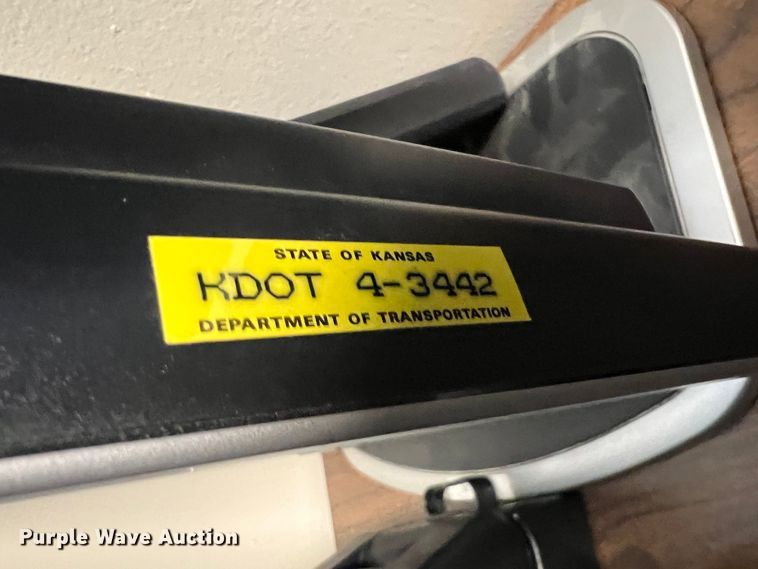 STATE OF KANSAS
KDOT 4-3442
DEPARTMENT OF TRANSPORTATION
Purple Wave Auction